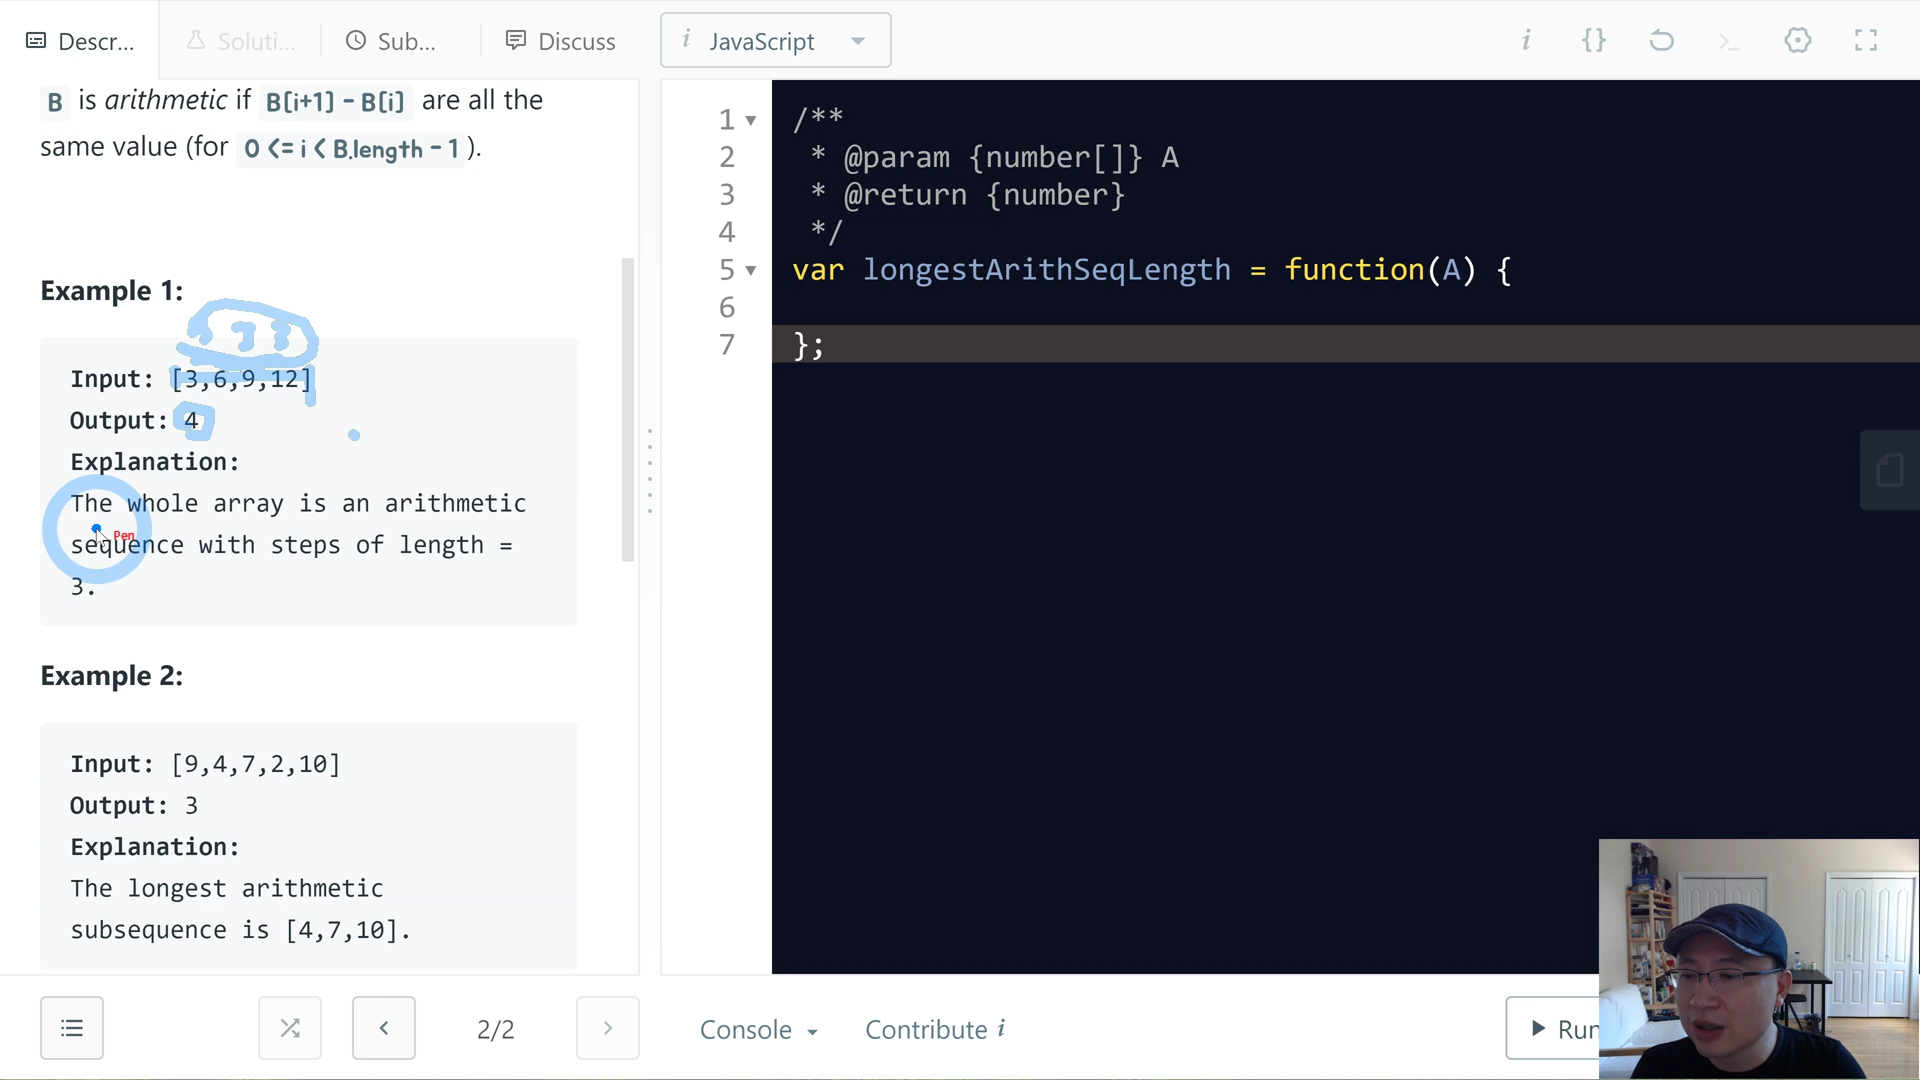 Descr...
Soluti...
Sub...
Discuss
i JavaScript
i {} >_
B is arithmetic if B[i+1] - B[i] are all the
same value (for 0 <= i < B.length - 1 ).
Example 1:
3 3 3
Input: [3,6,9,12]
Output: 4
Explanation:
The whole array is an arithmetic
Pen
sequence with steps of length =
3.
Example 2:
Input: [9,4,7,2,10]
Output: 3
Explanation:
The longest arithmetic
subsequence is [4,7,10].
1 /**
2 * @param {number[]} A
3 * @return {number}
4 */
5 var longestArithSeqLength = function(A) {
6
7 };
2/2
Console
Contribute i
Run